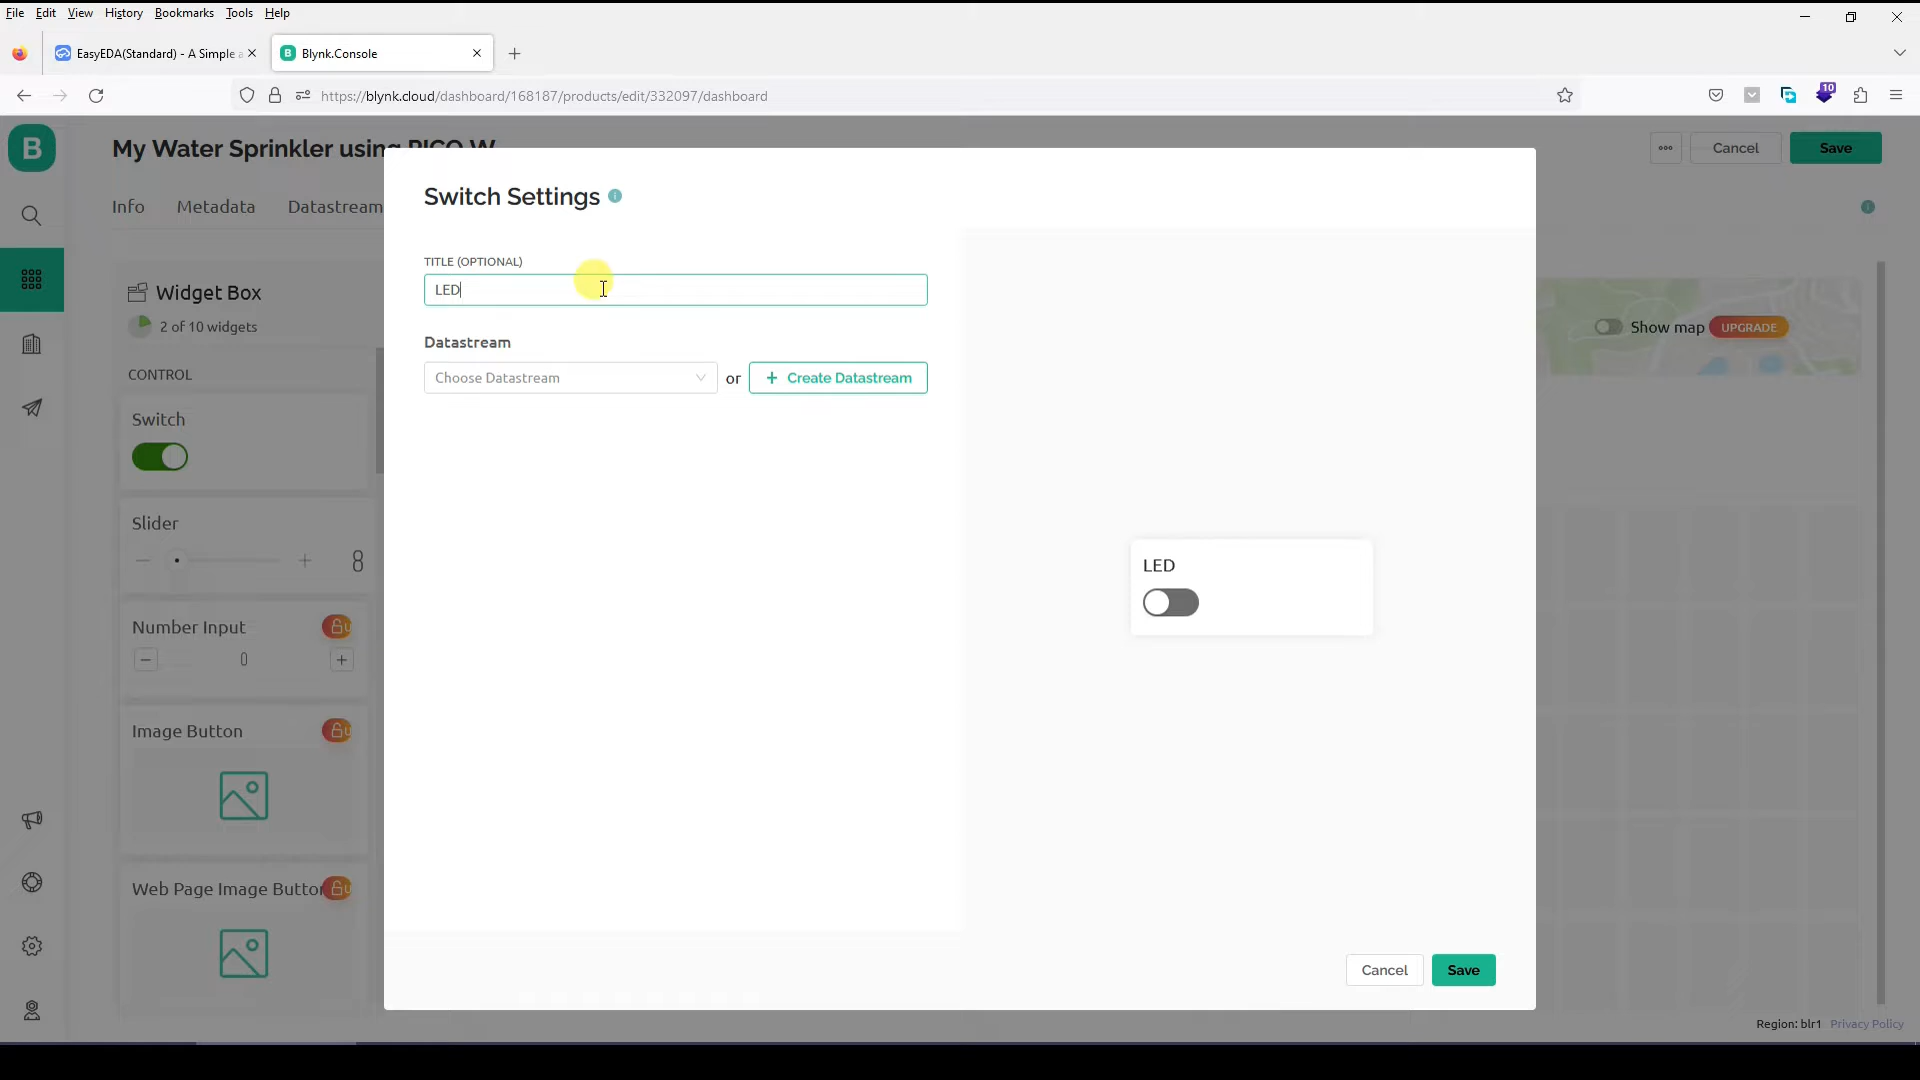 File Edit View History Bookmarks Tools Help
EasyEDA(Standard) - A Simple a
B Blynk.Console
https://blynk.cloud/dashboard/168187/products/edit/332097/dashboard
10
B
My Water Sprinkler using PICO W
Cancel
Save
Info Metadata Datastream
Switch Settings
TITLE (OPTIONAL)
LED
Widget Box
2 of 10 widgets
Show map UPGRADE
Datastream
Choose Datastream or + Create Datastream
CONTROL
Switch
Slider
8
LED
Number Input
0
Image Button
Web Page Image Button
Cancel
Save
Region: blr1 Privacy Policy